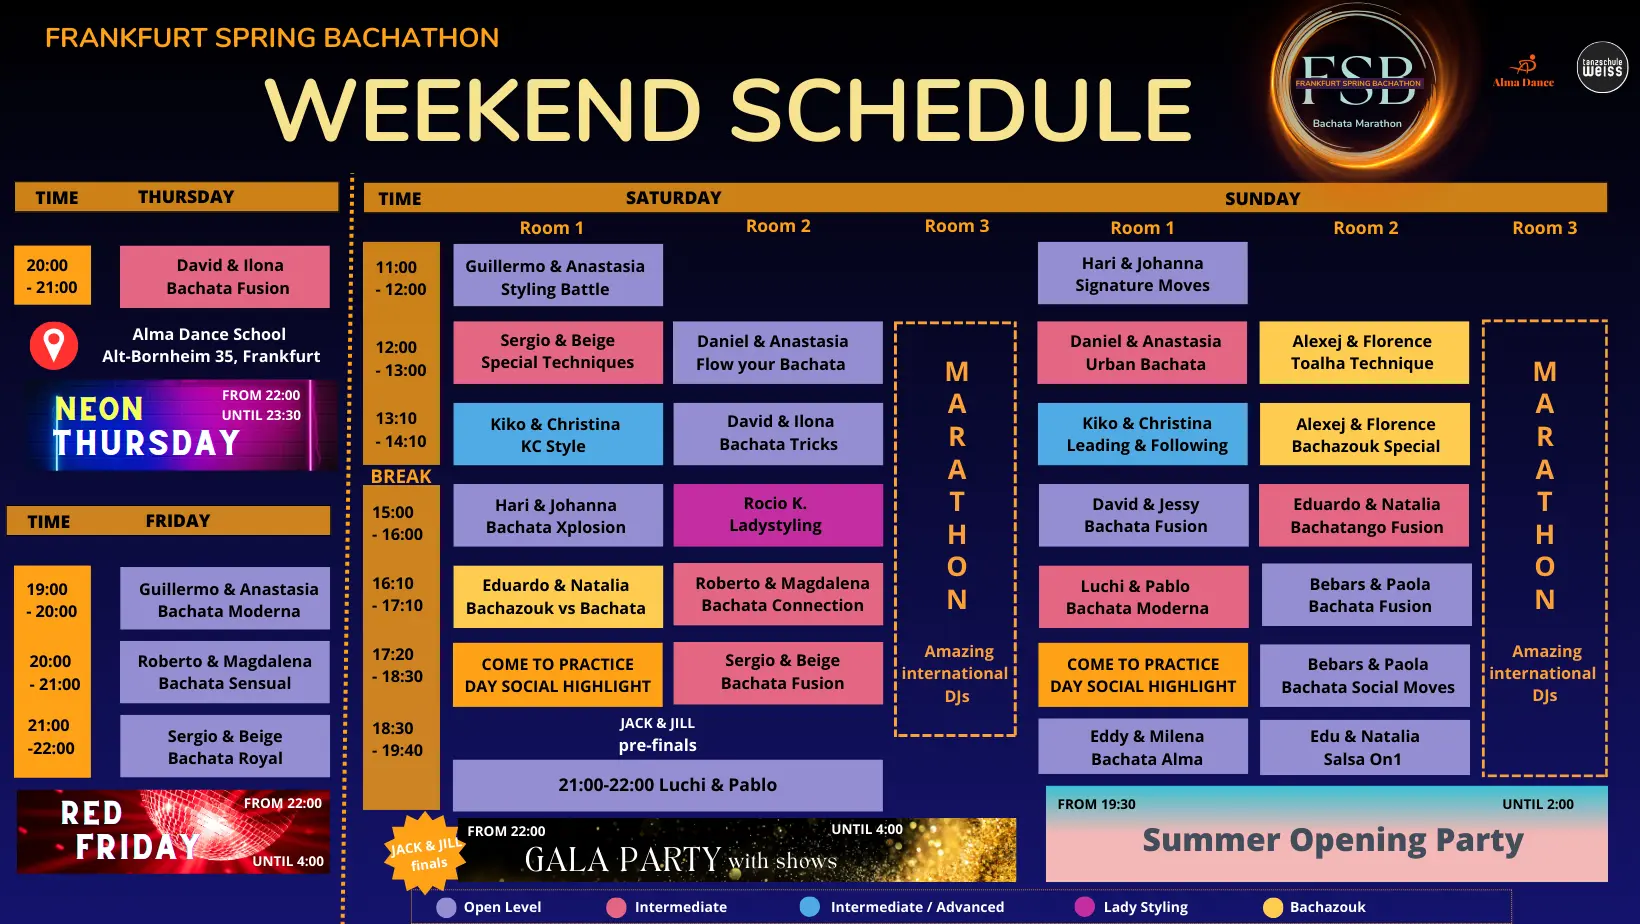 FRANKFURT SPRING BACHATHON
WEEKEND SCHEDULE
FSB
FRANKFURT SPRING BACHATHON
Bachata Marathon
Alma Dance
tanzschule
weiss
TIME THURSDAY
20:00
- 21:00
David & Ilona
Bachata Fusion
Alma Dance School
Alt-Bornheim 35, Frankfurt
FROM 22:00
UNTIL 23:30
NEON
THURSDAY
TIME FRIDAY
19:00
- 20:00
Guillermo & Anastasia
Bachata Moderna
20:00
- 21:00
Roberto & Magdalena
Bachata Sensual
21:00
-22:00
Sergio & Beige
Bachata Royal
RED
FRIDAY
FROM 22:00
UNTIL 4:00
TIME SATURDAY SUNDAY
Room 1 Room 2 Room 3 Room 1 Room 2 Room 3
11:00
- 12:00
Guillermo & Anastasia
Styling Battle
Hari & Johanna
Signature Moves
12:00
- 13:00
Sergio & Beige
Special Techniques
Daniel & Anastasia
Flow your Bachata
Daniel & Anastasia
Urban Bachata
Alexej & Florence
Toalha Technique
13:10
- 14:10
Kiko & Christina
KC Style
David & Ilona
Bachata Tricks
Kiko & Christina
Leading & Following
Alexej & Florence
Bachazouk Special
BREAK
15:00
- 16:00
Hari & Johanna
Bachata Xplosion
Rocio K.
Ladystyling
David & Jessy
Bachata Fusion
Eduardo & Natalia
Bachatango Fusion
16:10
- 17:10
Eduardo & Natalia
Bachazouk vs Bachata
Roberto & Magdalena
Bachata Connection
Luchi & Pablo
Bachata Moderna
Bebars & Paola
Bachata Fusion
17:20
- 18:30
COME TO PRACTICE
DAY SOCIAL HIGHLIGHT
Sergio & Beige
Bachata Fusion
COME TO PRACTICE
DAY SOCIAL HIGHLIGHT
Bebars & Paola
Bachata Social Moves
18:30
- 19:40
JACK & JILL
pre-finals
Eddy & Milena
Bachata Alma
Edu & Natalia
Salsa On1
21:00-22:00 Luchi & Pablo
MARATHON
Amazing
international
DJs
MARATHON
Amazing
international
DJs
JACK & JILL
finals
FROM 22:00
UNTIL 4:00
GALA PARTY with shows
FROM 19:30
UNTIL 2:00
Summer Opening Party
Open Level
Intermediate
Intermediate / Advanced
Lady Styling
Bachazouk